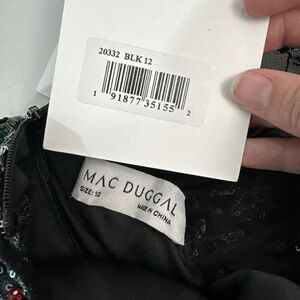 20332 BLK 12
1 91877 35155 2
MAC DUGGAL
SIZE: 12
MADE IN CHINA